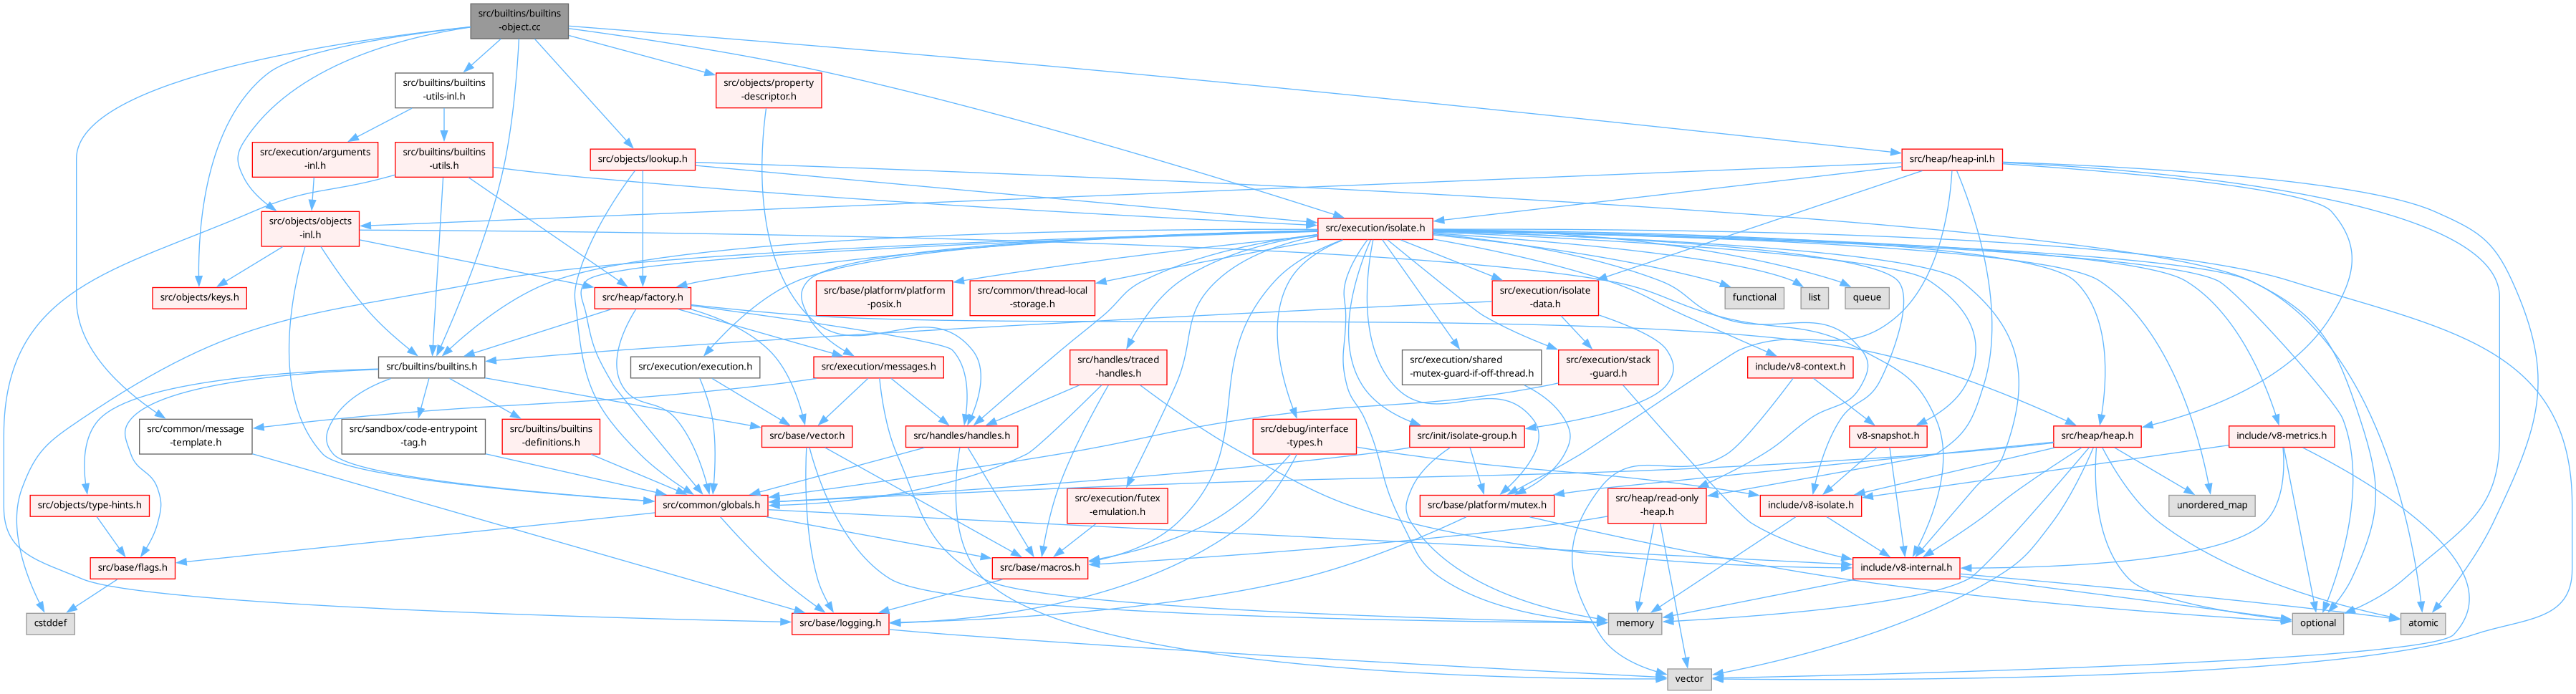 src/builtins/builtins
-object.cc
src/builtins/builtins
-utils-inl.h
src/objects/property
-descriptor.h
src/execution/arguments
-inl.h
src/builtins/builtins
-utils.h
src/objects/lookup.h
src/heap/heap-inl.h
src/objects/objects
-inl.h
src/execution/isolate.h
src/objects/keys.h
src/heap/factory.h
src/base/platform/platform
-posix.h
src/common/thread-local
-storage.h
src/execution/isolate
-data.h
functional
list
queue
src/builtins/builtins.h
src/execution/execution.h
src/execution/messages.h
src/handles/traced
-handles.h
src/execution/shared
-mutex-guard-if-off-thread.h
src/execution/stack
-guard.h
include/v8-context.h
src/common/message
-template.h
src/sandbox/code-entrypoint
-tag.h
src/builtins/builtins
-definitions.h
src/base/vector.h
src/handles/handles.h
src/debug/interface
-types.h
src/init/isolate-group.h
v8-snapshot.h
src/heap/heap.h
include/v8-metrics.h
src/objects/type-hints.h
src/common/globals.h
src/execution/futex
-emulation.h
src/base/platform/mutex.h
src/heap/read-only
-heap.h
include/v8-isolate.h
unordered_map
src/base/flags.h
src/base/macros.h
include/v8-internal.h
cstddef
src/base/logging.h
memory
optional
atomic
vector